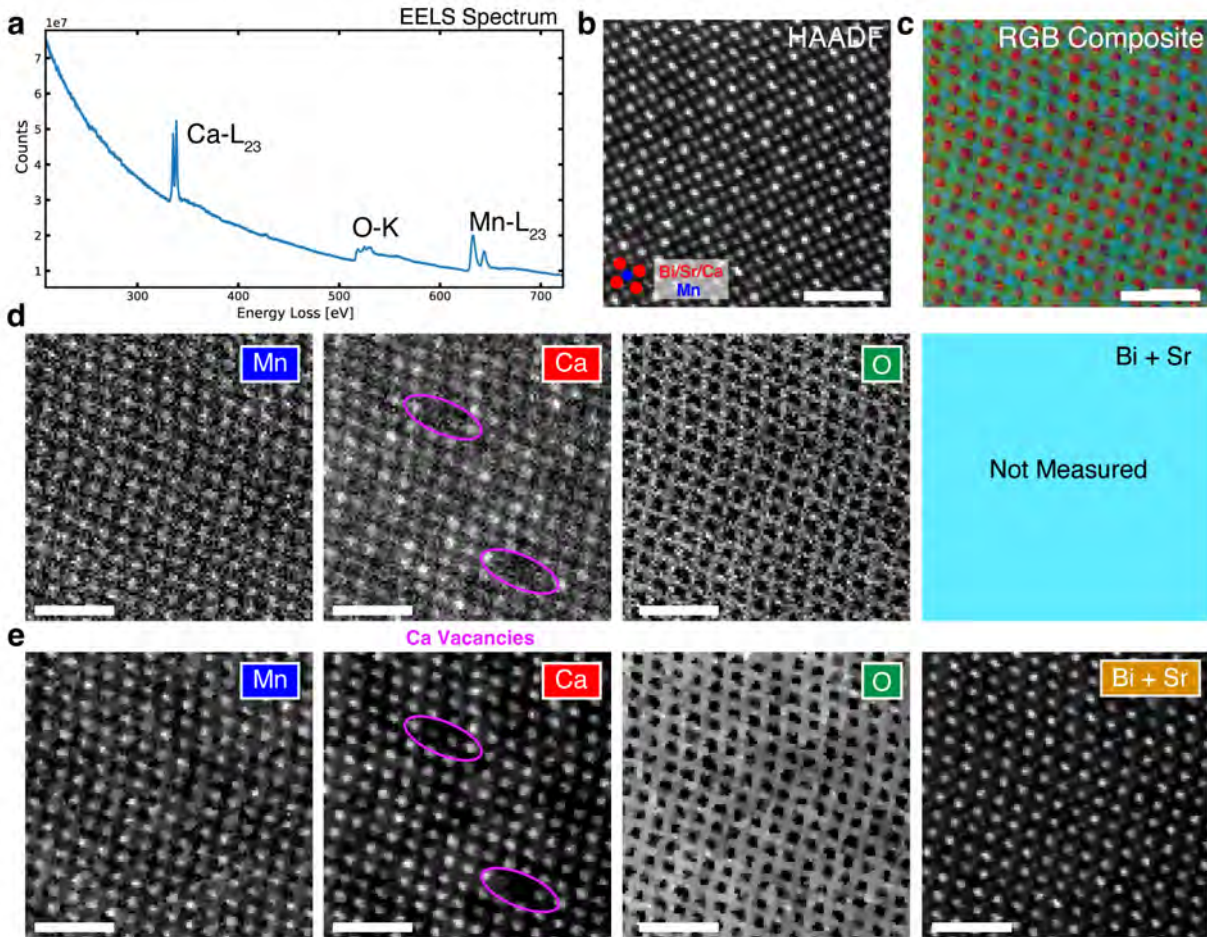 a
EELS Spectrum
1e7
7
6
5
4
3
2
1
Counts
Ca-L23
O-K
Mn-L23
300
400
500
600
700
Energy Loss [eV]
b
HAADF
Bi/Sr/Ca
Mn
c
RGB Composite
d
Mn
Ca
O
Bi + Sr
Not Measured
Ca Vacancies
e
Mn
Ca
O
Bi + Sr